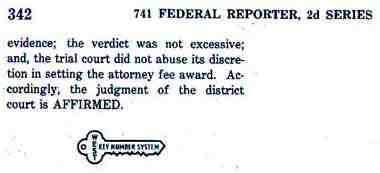 342
741 FEDERAL REPORTER, 2d SERIES
evidence; the verdict was not excessive;
and, the trial court did not abuse its discre-
tion in setting the attorney fee award. Ac-
cordingly, the judgment of the district
court is AFFIRMED.
WEST
KEY NUMBER SYSTEM